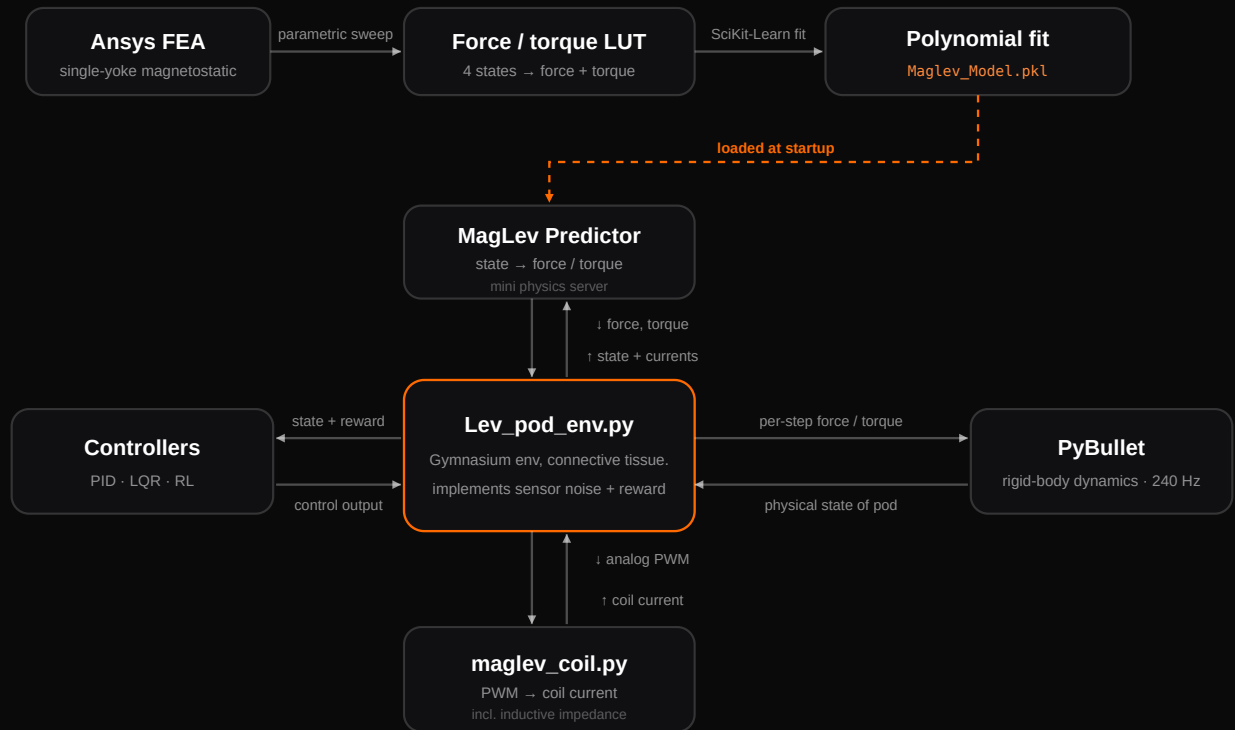 Ansys FEA
single-yoke magnetostatic
parametric sweep
Force / torque LUT
4 states → force + torque
SciKit-Learn fit
Polynomial fit
Maglev_Model.pkl
loaded at startup
MagLev Predictor
state → force / torque
mini physics server
↓ force, torque
↑ state + currents
Controllers
PID · LQR · RL
state + reward
control output
Lev_pod_env.py
Gymnasium env, connective tissue.
implements sensor noise + reward
per-step force / torque
physical state of pod
PyBullet
rigid-body dynamics · 240 Hz
↓ analog PWM
↑ coil current
maglev_coil.py
PWM → coil current
incl. inductive impedance